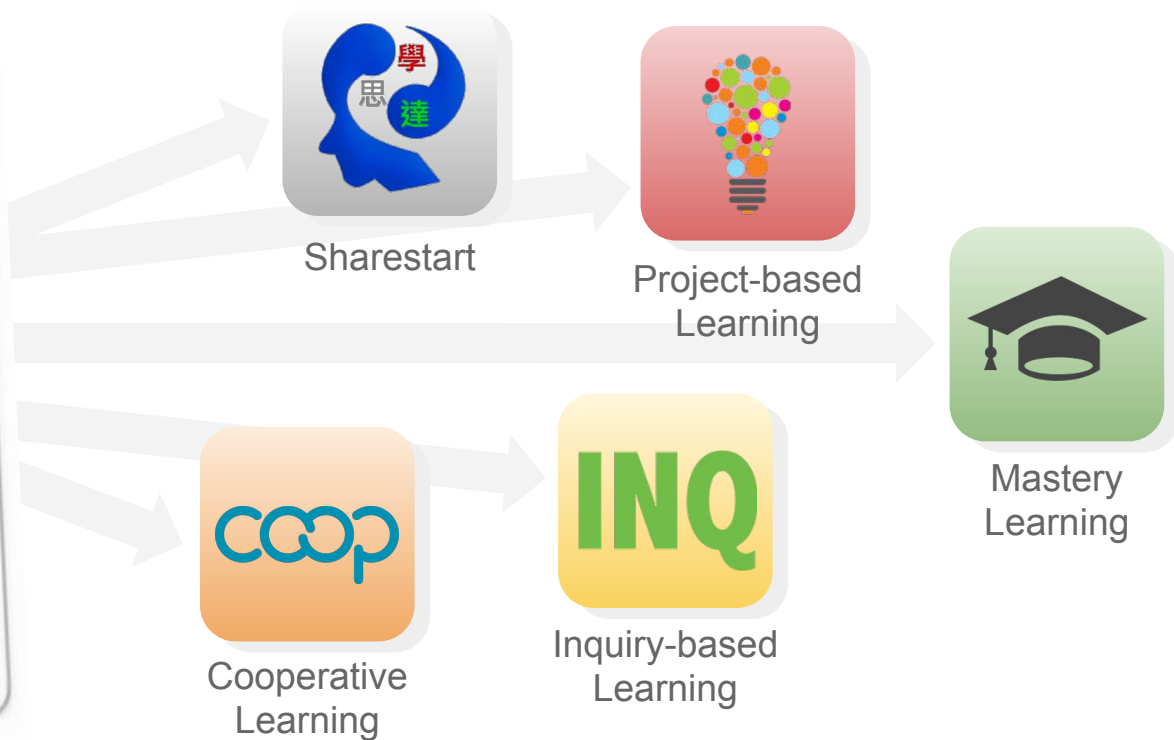 學
思
達
Sharestart
Project-based
Learning
Mastery
Learning
coop
INQ
Cooperative
Learning
Inquiry-based
Learning